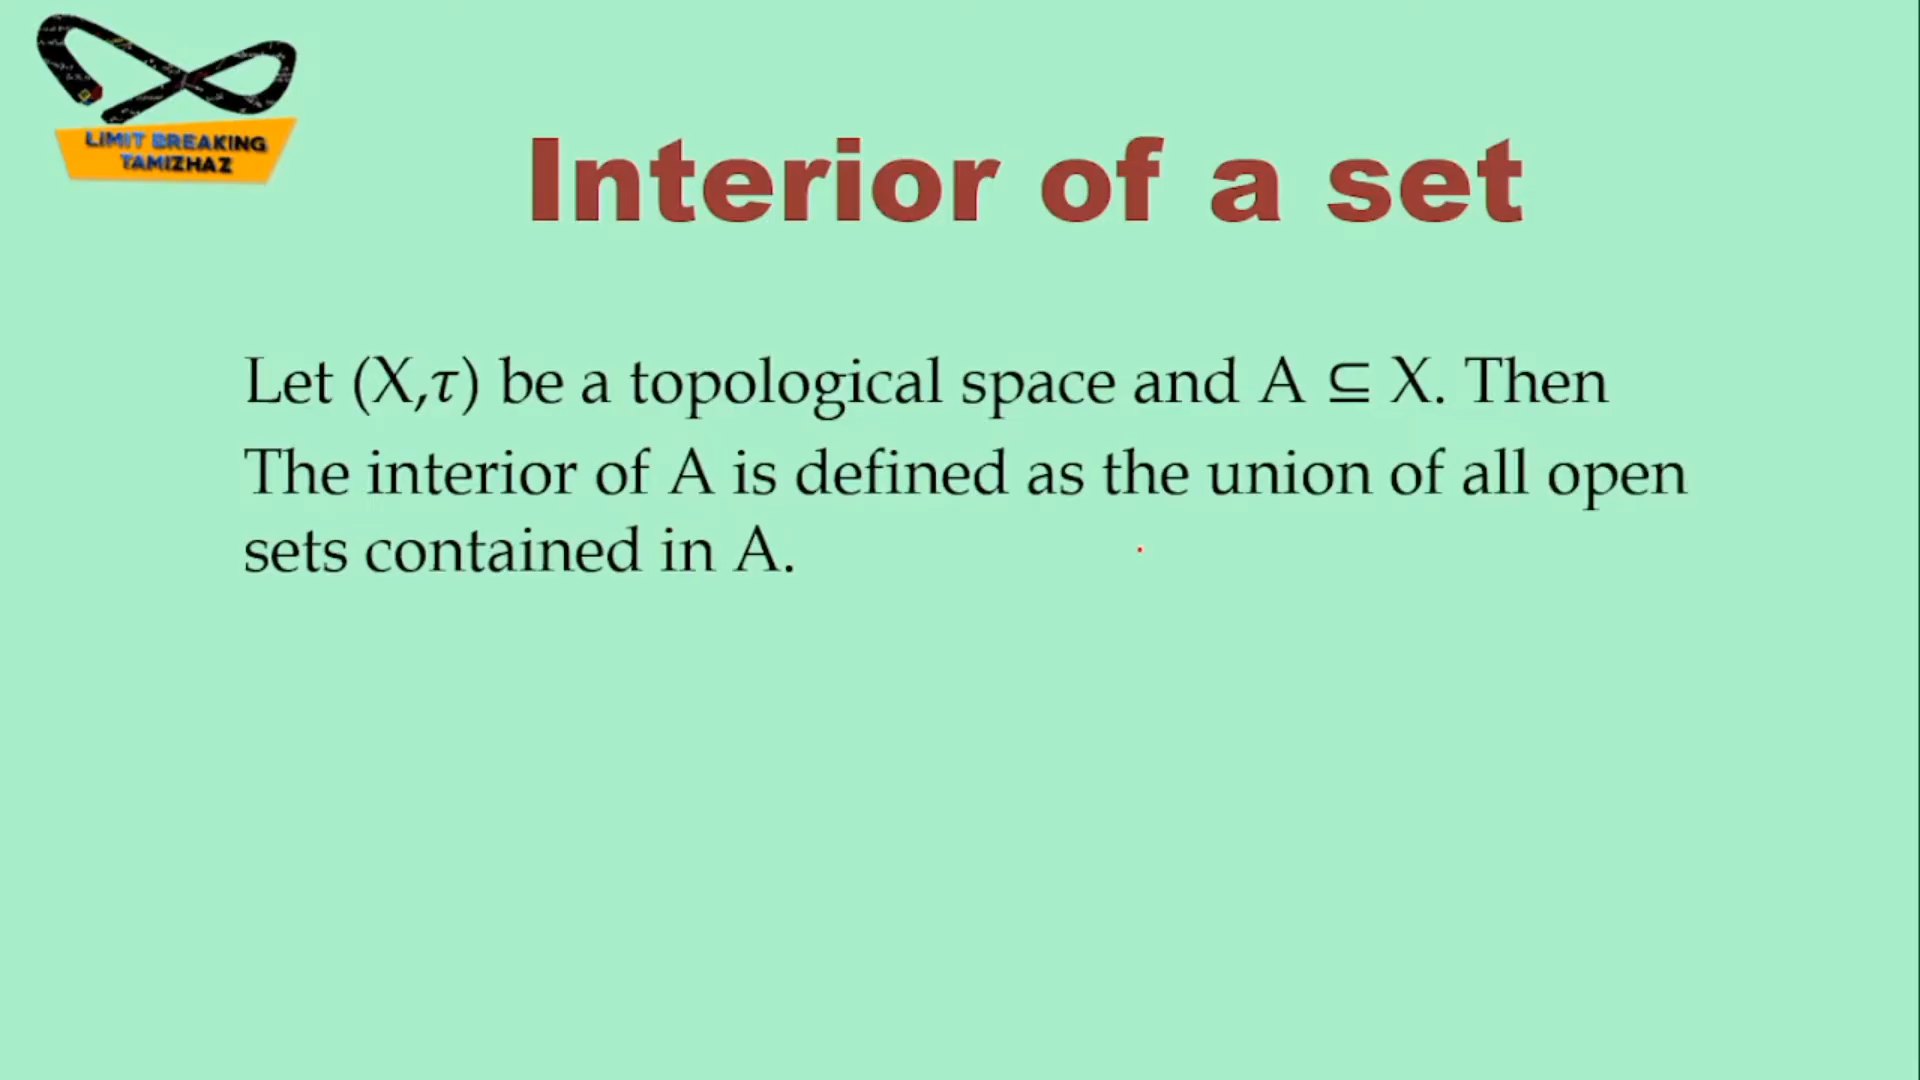 LIMIT BREAKING
TAMIZHAZ
Interior of a set
Let (X,τ) be a topological space and A ⊆ X. Then
The interior of A is defined as the union of all open
sets contained in A.